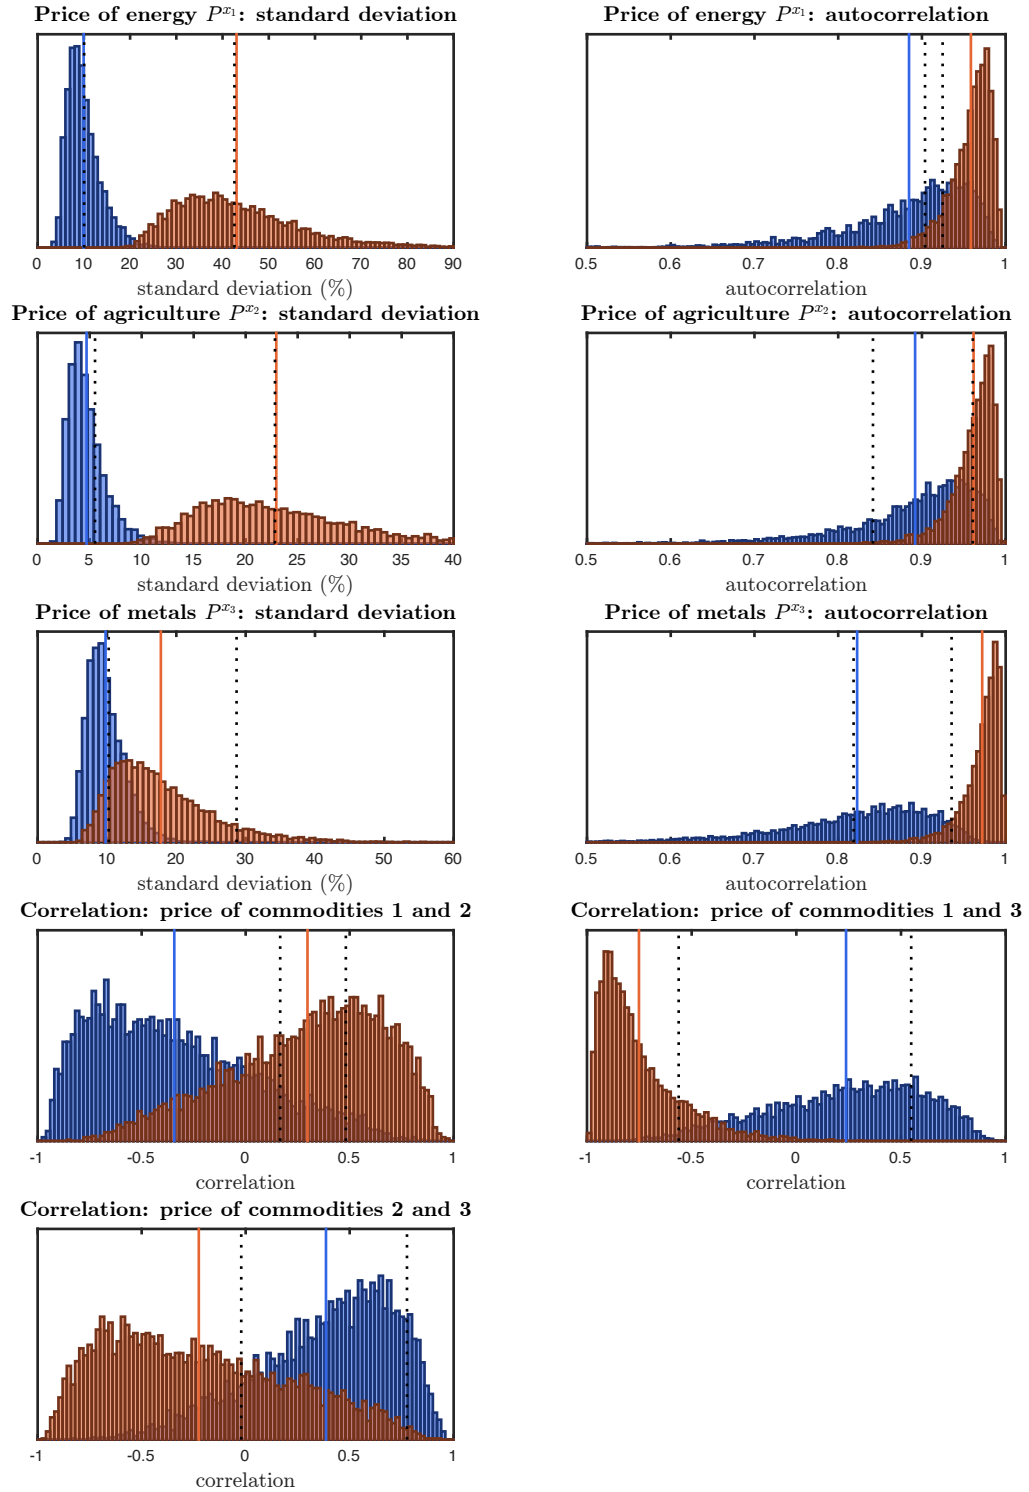 Price of energy P^{x_1}: standard deviation
0 10 20 30 40 50 60 70 80 90
standard deviation (%)
Price of energy P^{x_1}: autocorrelation
0.5 0.6 0.7 0.8 0.9 1
autocorrelation
Price of agriculture P^{x_2}: standard deviation
0 5 10 15 20 25 30 35 40
standard deviation (%)
Price of agriculture P^{x_2}: autocorrelation
0.5 0.6 0.7 0.8 0.9 1
autocorrelation
Price of metals P^{x_3}: standard deviation
0 10 20 30 40 50 60
standard deviation (%)
Price of metals P^{x_3}: autocorrelation
0.5 0.6 0.7 0.8 0.9 1
autocorrelation
Correlation: price of commodities 1 and 2
-1 -0.5 0 0.5 1
correlation
Correlation: price of commodities 1 and 3
-1 -0.5 0 0.5 1
correlation
Correlation: price of commodities 2 and 3
-1 -0.5 0 0.5 1
correlation